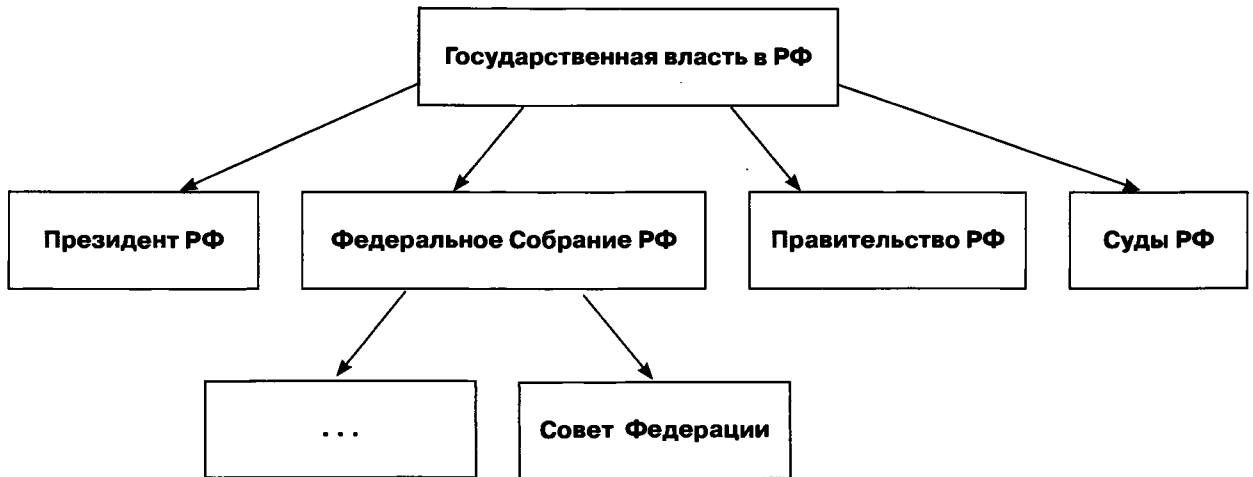 Государственная власть в РФ
Президент РФ
Федеральное Собрание РФ
Правительство РФ
Суды РФ
...
Совет Федерации